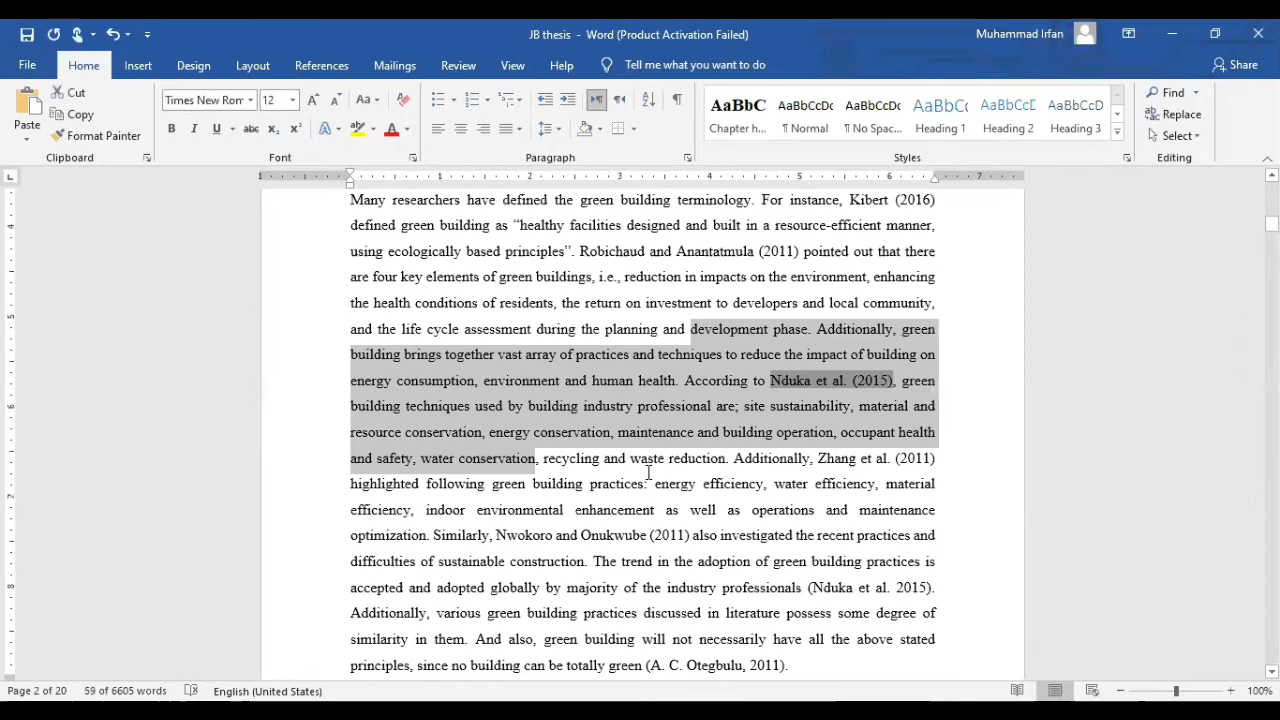 JB thesis - Word (Product Activation Failed)
Muhammad Irfan
File Home Insert Design Layout References Mailings Review View Help Tell me what you want to do Share
Paste
Cut
Copy
Format Painter
Clipboard
Times New Rom 12
Font
Paragraph
AaBbC AaBbCcDc AaBbCcDc AaBbCc AaBbCcD AaBbCcD
Chapter h... ¶ Normal ¶ No Spac... Heading 1 Heading 2 Heading 3
Styles
Find
Replace
Select
Editing
1 1 2 3 4 5 6 7
Many researchers have defined the green building terminology. For instance, Kibert (2016)
defined green building as “healthy facilities designed and built in a resource-efficient manner,
using ecologically based principles”. Robichaud and Anantatmula (2011) pointed out that there
are four key elements of green buildings, i.e., reduction in impacts on the environment, enhancing
the health conditions of residents, the return on investment to developers and local community,
and the life cycle assessment during the planning and development phase. Additionally, green
building brings together vast array of practices and techniques to reduce the impact of building on
energy consumption, environment and human health. According to Nduka et al. (2015), green
building techniques used by building industry professional are; site sustainability, material and
resource conservation, energy conservation, maintenance and building operation, occupant health
and safety, water conservation, recycling and waste reduction. Additionally, Zhang et al. (2011)
highlighted following green building practices: energy efficiency, water efficiency, material
efficiency, indoor environmental enhancement as well as operations and maintenance
optimization. Similarly, Nwokoro and Onukwube (2011) also investigated the recent practices and
difficulties of sustainable construction. The trend in the adoption of green building practices is
accepted and adopted globally by majority of the industry professionals (Nduka et al. 2015).
Additionally, various green building practices discussed in literature possess some degree of
similarity in them. And also, green building will not necessarily have all the above stated
principles, since no building can be totally green (A. C. Otegbulu, 2011).
Page 2 of 20 59 of 6605 words English (United States) 100%